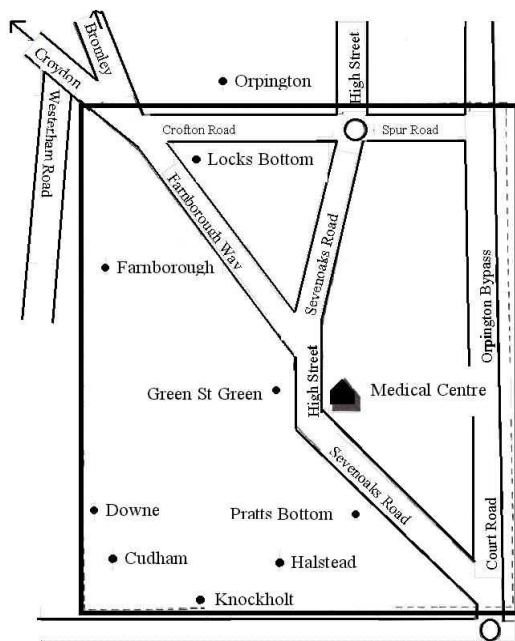 Croydon
Bromley
Westerham Road
Orpington
High Street
Crofton Road
Spur Road
Locks Bottom
Farnborough Way
Sevenoaks Road
Farnborough
Orpington Bypass
High Street
Green St Green
Medical Centre
Sevenoaks Road
Downe
Pratts Bottom
Court Road
Cudham
Halstead
Knockholt